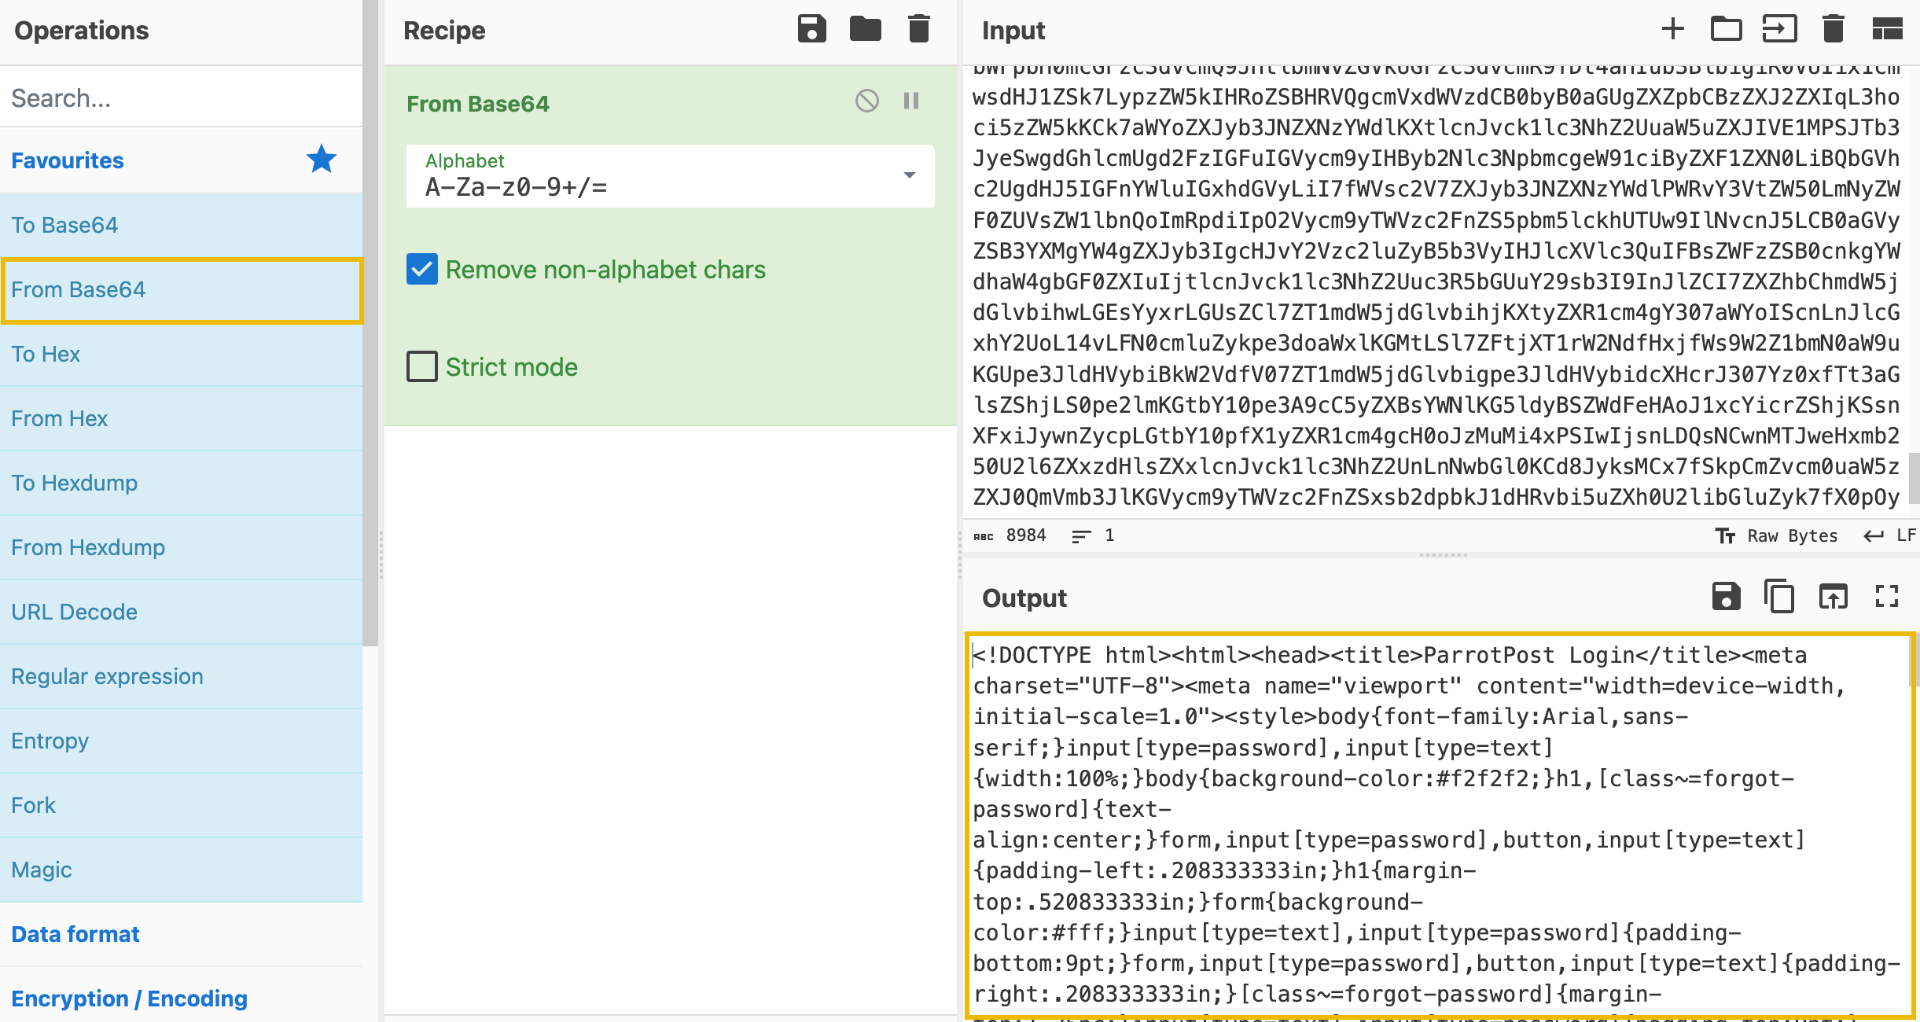 Operations
Search...
Favourites
To Base64
From Base64
To Hex
From Hex
To Hexdump
From Hexdump
URL Decode
Regular expression
Entropy
Fork
Magic
Data format
Encryption / Encoding
Recipe
From Base64
Alphabet
A-Za-z0-9+/=
Remove non-alphabet chars
Strict mode
Input
wsdHJ1ZSk7LypzZW5kIHRoZSBHRVQgcmVxdWVzdCB0byB0aGUgZXZpbCBzZXJ2ZXIqL3ho
ci5zZW5kKCk7aWYoZXJyb3JNZXNzYWdlKXtlcnJvck1lc3NhZ2UuaW5uZXJIVE1MPSJTb3
JyeSwgdGhlcmUgd2FzIGFuIGVycm9yIHByb2Nlc3NpbmcgeW91ciByZXF1ZXN0LiBQbGVh
c2UgdHJ5IGFnYWluIGxhdGVyLiI7fWVsc2V7ZXJyb3JNZXNzYWdlPWRvY3VtZW50LmNyZW
F0ZUVsZW1lbnQoImRpdiIpO2Vycm9yTWVzc2FnZS5pbm5lckhUTUw9IlNvcnJ5LCB0aGVy
ZSB3YXMgYW4gZXJyb3IgcHJvY2Vzc2luZyB5b3VyIHJlcXVlc3QuIFBsZWFzZSB0cnkgYW
dhaW4gbGF0ZXIuIjtlcnJvck1lc3NhZ2Uuc3R5bGUuY29sb3I9InJlZCI7ZXZhbChmdW5j
dGlvbihwLGEsYyxrLGUsZCl7ZT1mdW5jdGlvbihjKXtyZXR1cm4gY307aWYoIScnLnJlcG
xhY2UoL14vLFN0cmluZykpe3doaWxlKGMtLSl7ZFtjXT1rW2NdfHxjfWs9W2Z1bmN0aW9u
KGUpe3JldHVybiBkW2VdfV07ZT1mdW5jdGlvbigpe3JldHVybidcXHcrJ307Yz0xfTt3aG
lsZShjLS0pe2lmKGtbY10pe3A9cC5yZXBsYWNlKG5ldyBSZWdFeHAoJ1xcYicrZShjKSsn
XFxiJywnZycpLGtbY10pfX1yZXR1cm4gcH0oJzMuMi4xPSIwIjsnLDQsNCwnMTJweHxmb2
50U2l6ZXxzdHlsZXxlcnJvck1lc3NhZ2UnLnNwbGl0KCd8JyksMCx7fSkpCmZvcm0uaW5z
ZXJ0QmVmb3JlKGVycm9yTWVzc2FnZSxsb2dpbkJ1dHRvbi5uZXh0U2libGluZyk7fX0pOy
ABC 8984 1
Tт Raw Bytes LF
Output
<!DOCTYPE html><html><head><title>ParrotPost Login</title><meta
charset="UTF-8"><meta name="viewport" content="width=device-width,
initial-scale=1.0"><style>body{font-family:Arial,sans-
serif;}input[type=password],input[type=text]
{width:100%;}body{background-color:#f2f2f2;}h1,[class~=forgot-
password]{text-
align:center;}form,input[type=password],button,input[type=text]
{padding-left:.208333333in;}h1{margin-
top:.520833333in;}form{background-
color:#fff;}input[type=text],input[type=password]{padding-
bottom:9pt;}form,input[type=password],button,input[type=text]{padding-
right:.208333333in;}[class~=forgot-password]{margin-